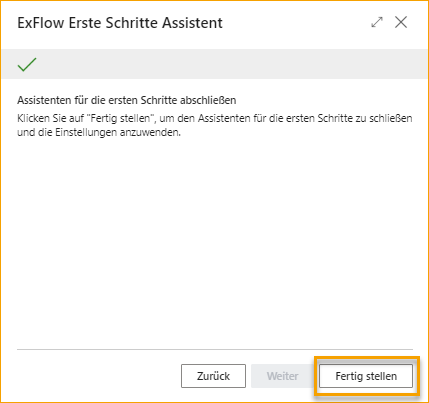 ExFlow Erste Schritte Assistent
Assistenten für die ersten Schritte abschließen
Klicken Sie auf "Fertig stellen", um den Assistenten für die ersten Schritte zu schließen
und die Einstellungen anzuwenden.
Zurück
Weiter
Fertig stellen